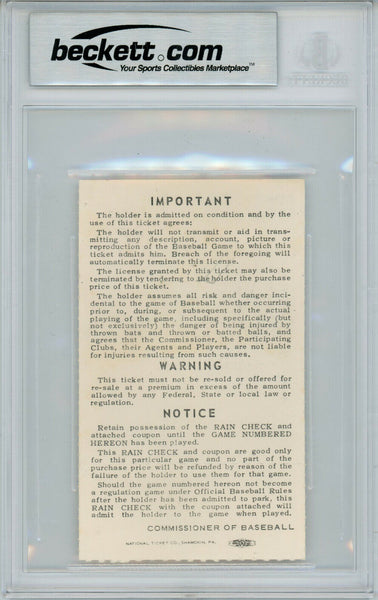 beckett.com
Your Sports Collectibles Marketplace™
IMPORTANT
The holder is admitted on condition and by the
use of this ticket agrees:
The holder will not transmit or aid in trans-
mitting any description, account, picture or
reproduction of the Baseball Game to which this
ticket admits him. Breach of the foregoing will
automatically terminate this license.
The license granted by this ticket may also be
terminated by tendering to the holder the purchase
price of this ticket.
The holder assumes all risk and danger inci-
dental to the game of Baseball whether occurring
prior to, during, or subsequent to the actual
playing of the game, including specifically (but
not exclusively) the danger of being injured by
thrown bats and thrown or batted balls, and
agrees that the Commissioner, the Participating
Clubs, their Agents and Players, are not liable
for injuries resulting from such causes.
WARNING
This ticket must not be re-sold or offered for
re-sale at a premium in excess of the amount
allowed by any Federal, State or local law or
regulation.
NOTICE
Retain possession of the RAIN CHECK and
attached coupon until the GAME NUMBERED
HEREON has been played.
This RAIN CHECK and coupon are good only
for this particular game and no part of the
purchase price will be refunded by reason of the
failure of the holder to use them for that game.
Should the game numbered hereon not become
a regulation game under Official Baseball Rules
after the holder has been admitted to park, this
RAIN CHECK with the coupon attached will
admit the holder to the game when played.
COMMISSIONER OF BASEBALL
NATIONAL TICKET CO., SHAMOKIN, PA.